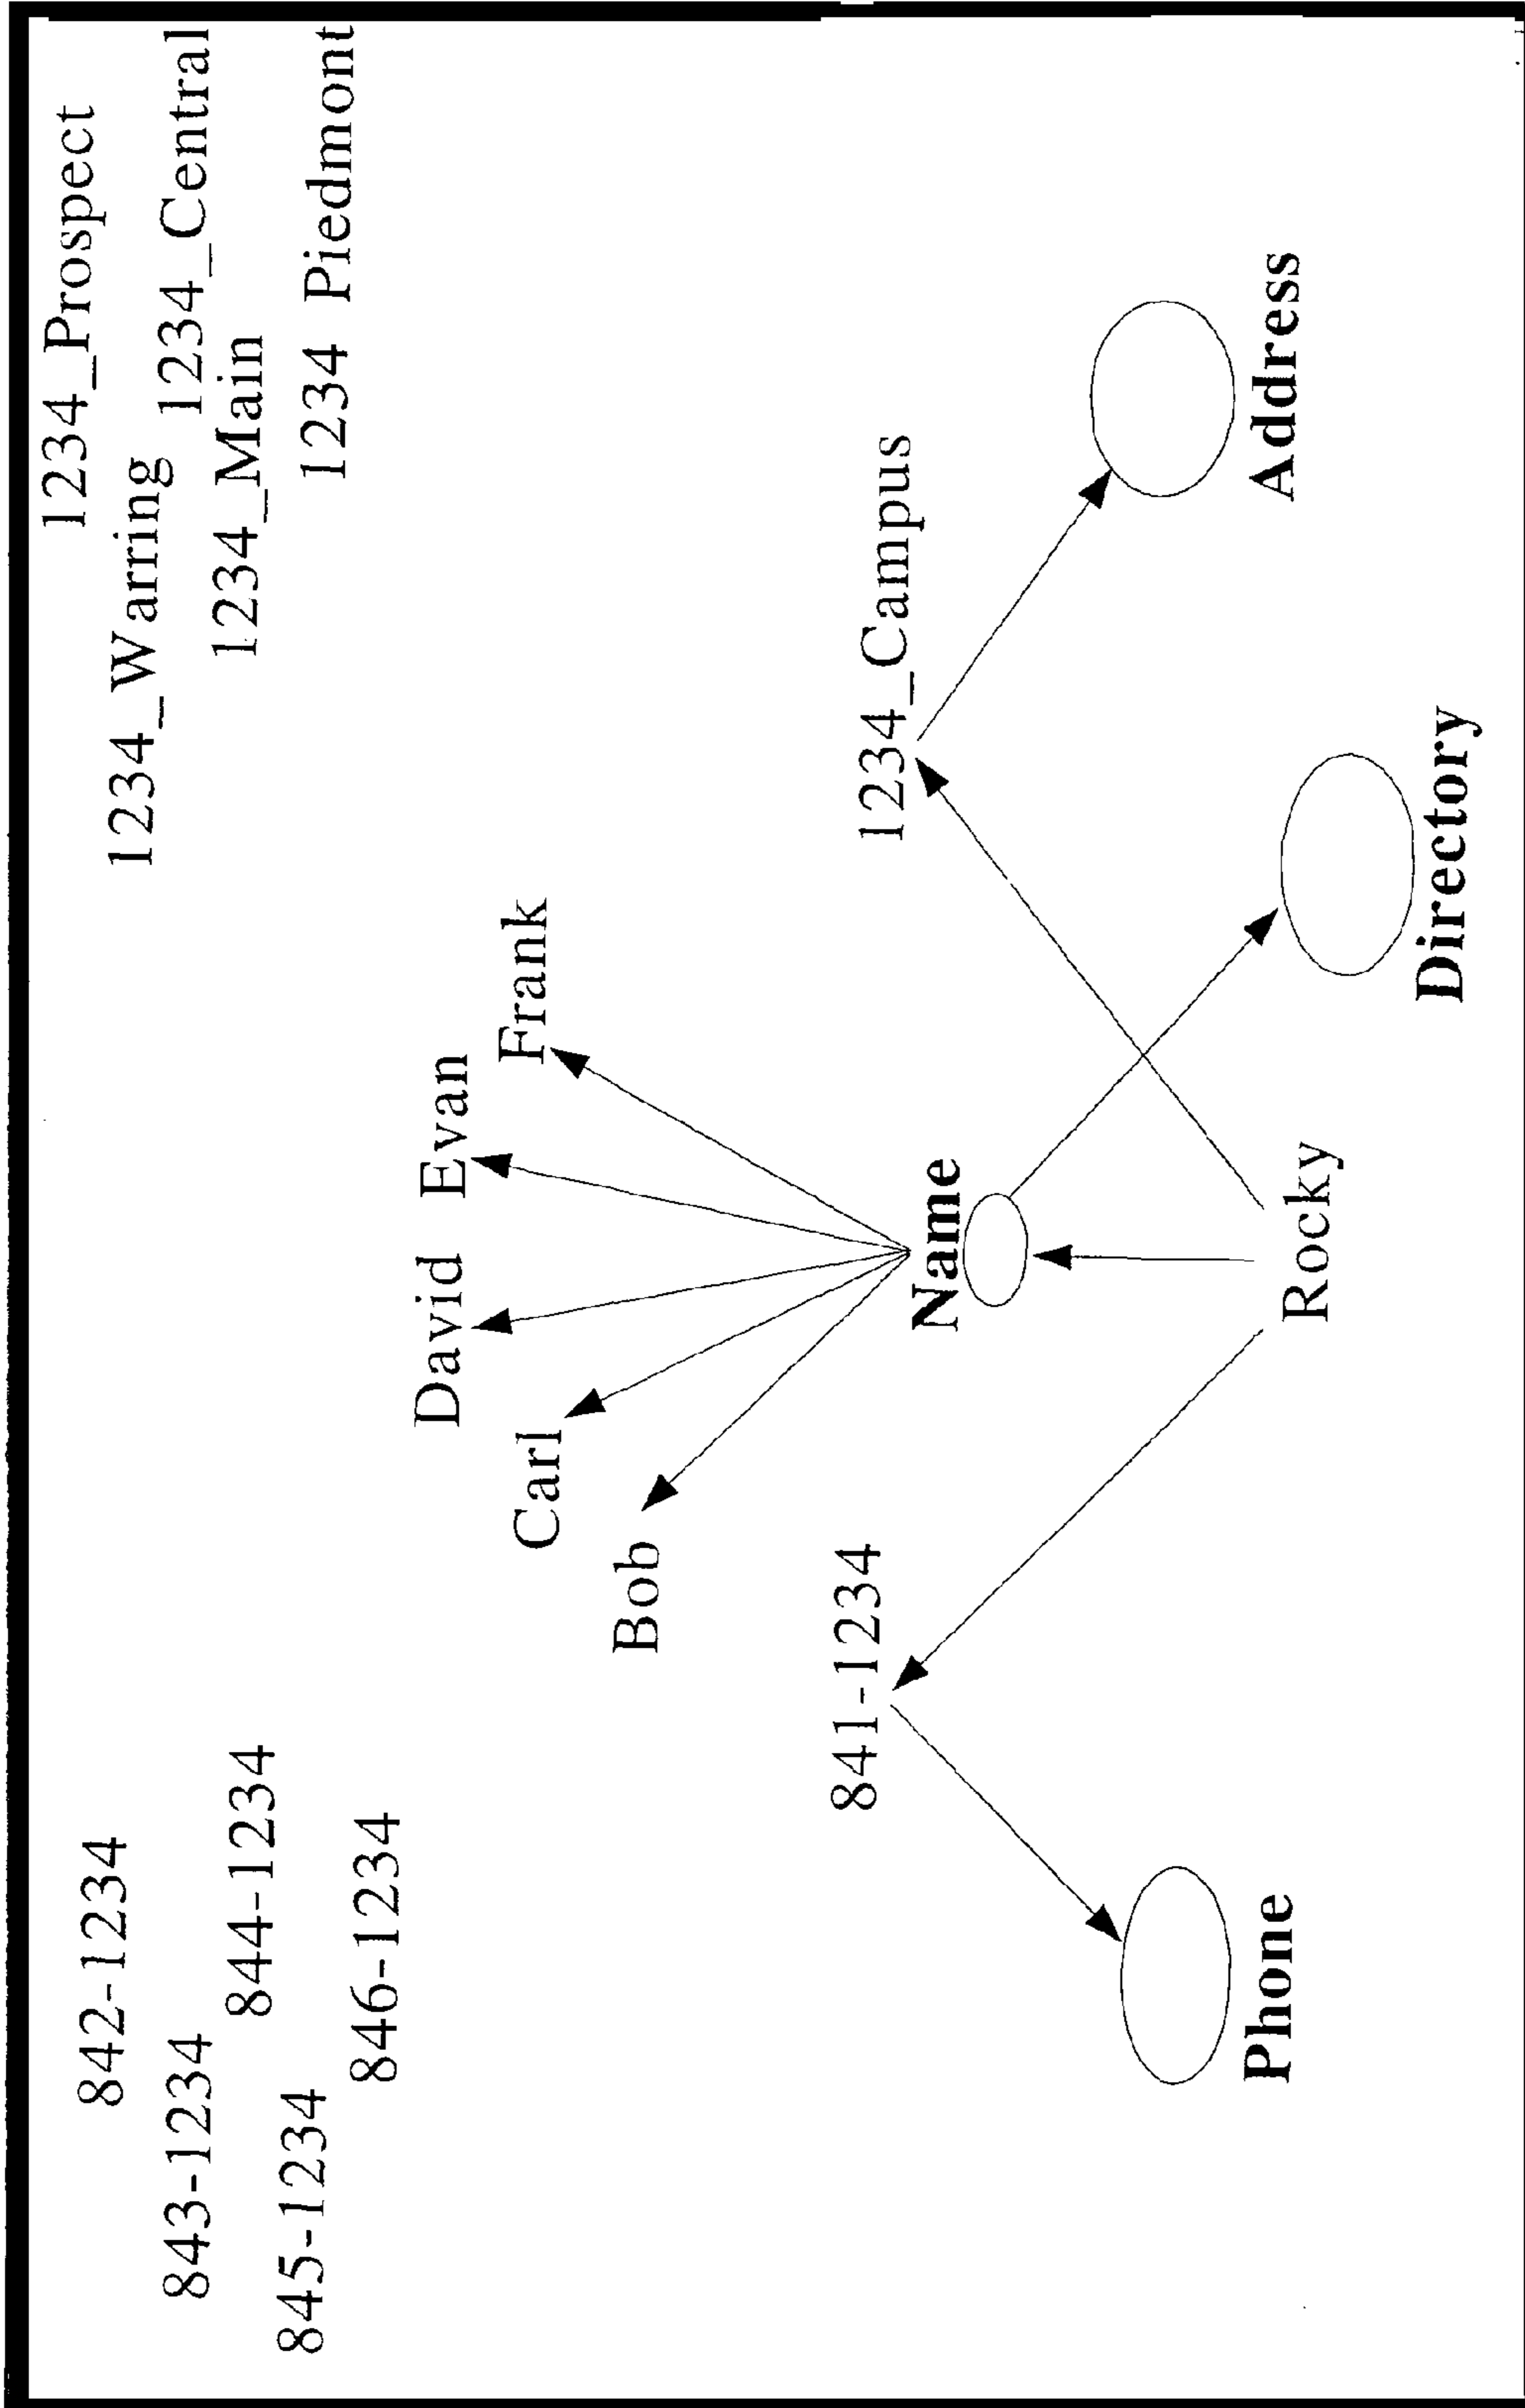 842-1234
843-1234
844-1234
845-1234
846-1234
1234_Prospect
1234_Warring
1234_Central
1234_Main
1234 Piedmont
David
Evan
Carl
Frank
Bob
841-1234
Name
1234_Campus
Phone
Rocky
Address
Directory